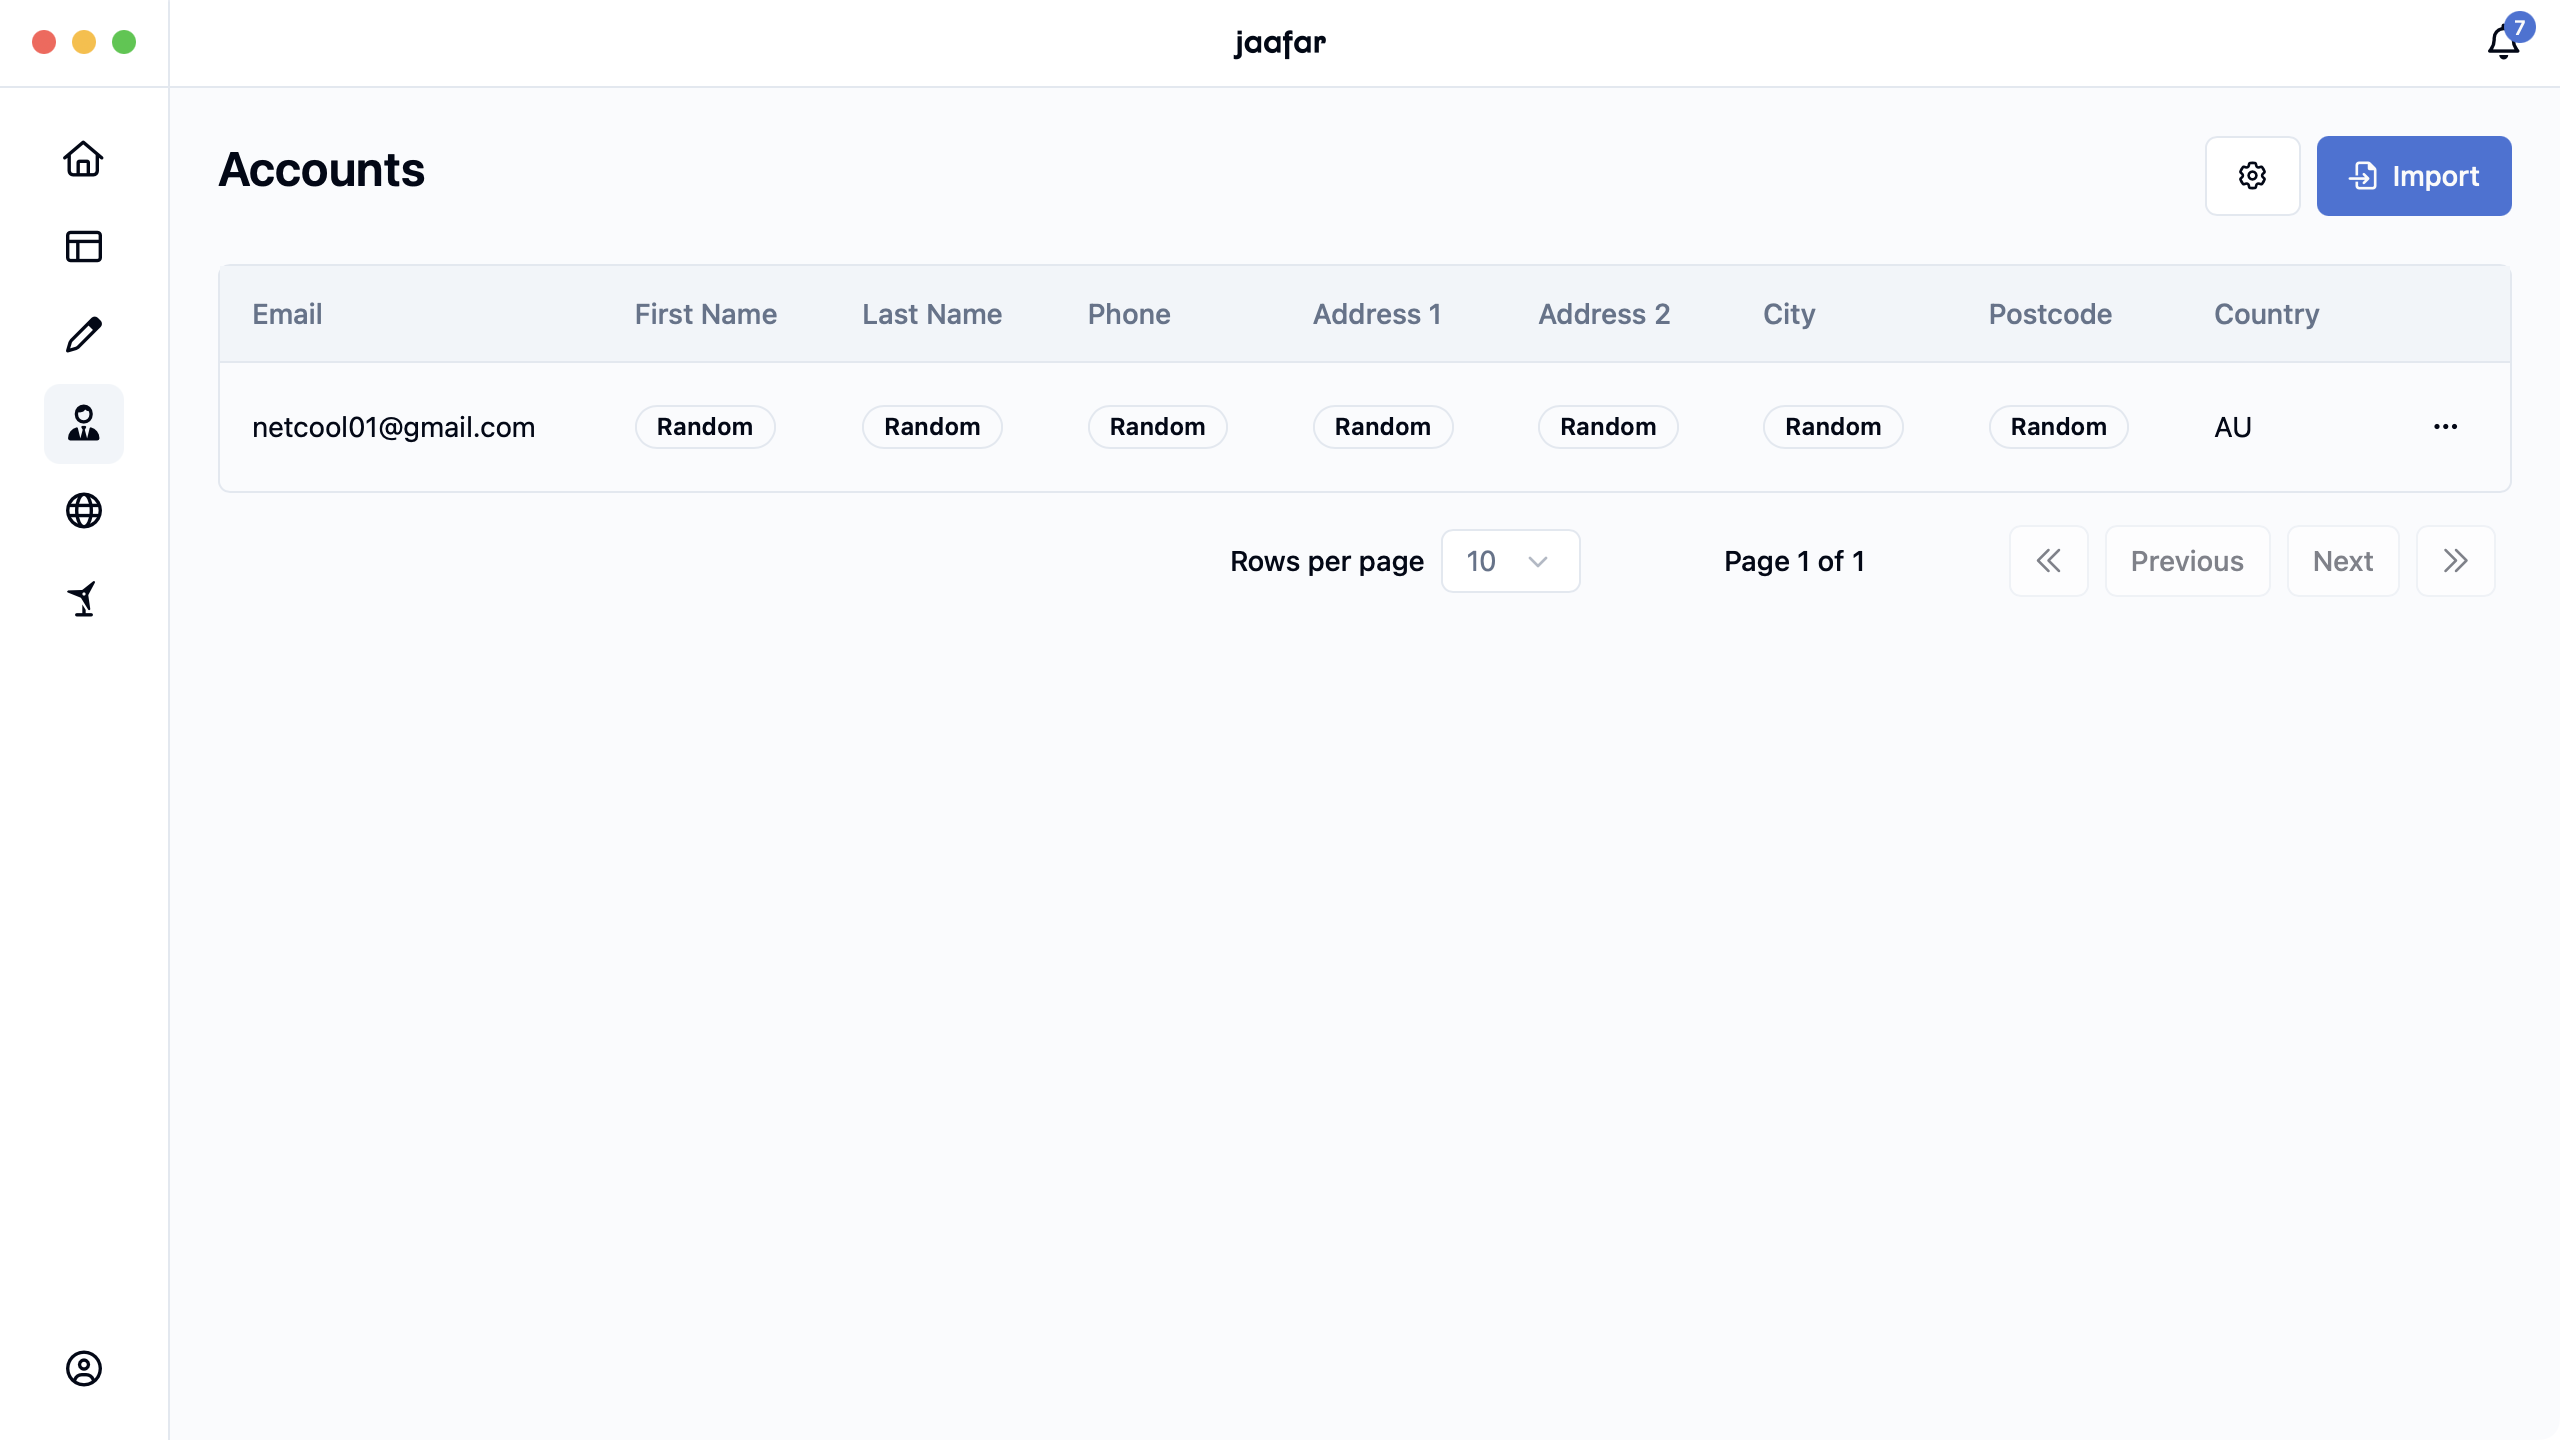 jaafar
7
Accounts
Import
Email First Name Last Name Phone Address 1 Address 2 City Postcode Country
netcool01@gmail.com Random Random Random Random Random Random Random AU
Rows per page 10 Page 1 of 1 Previous Next